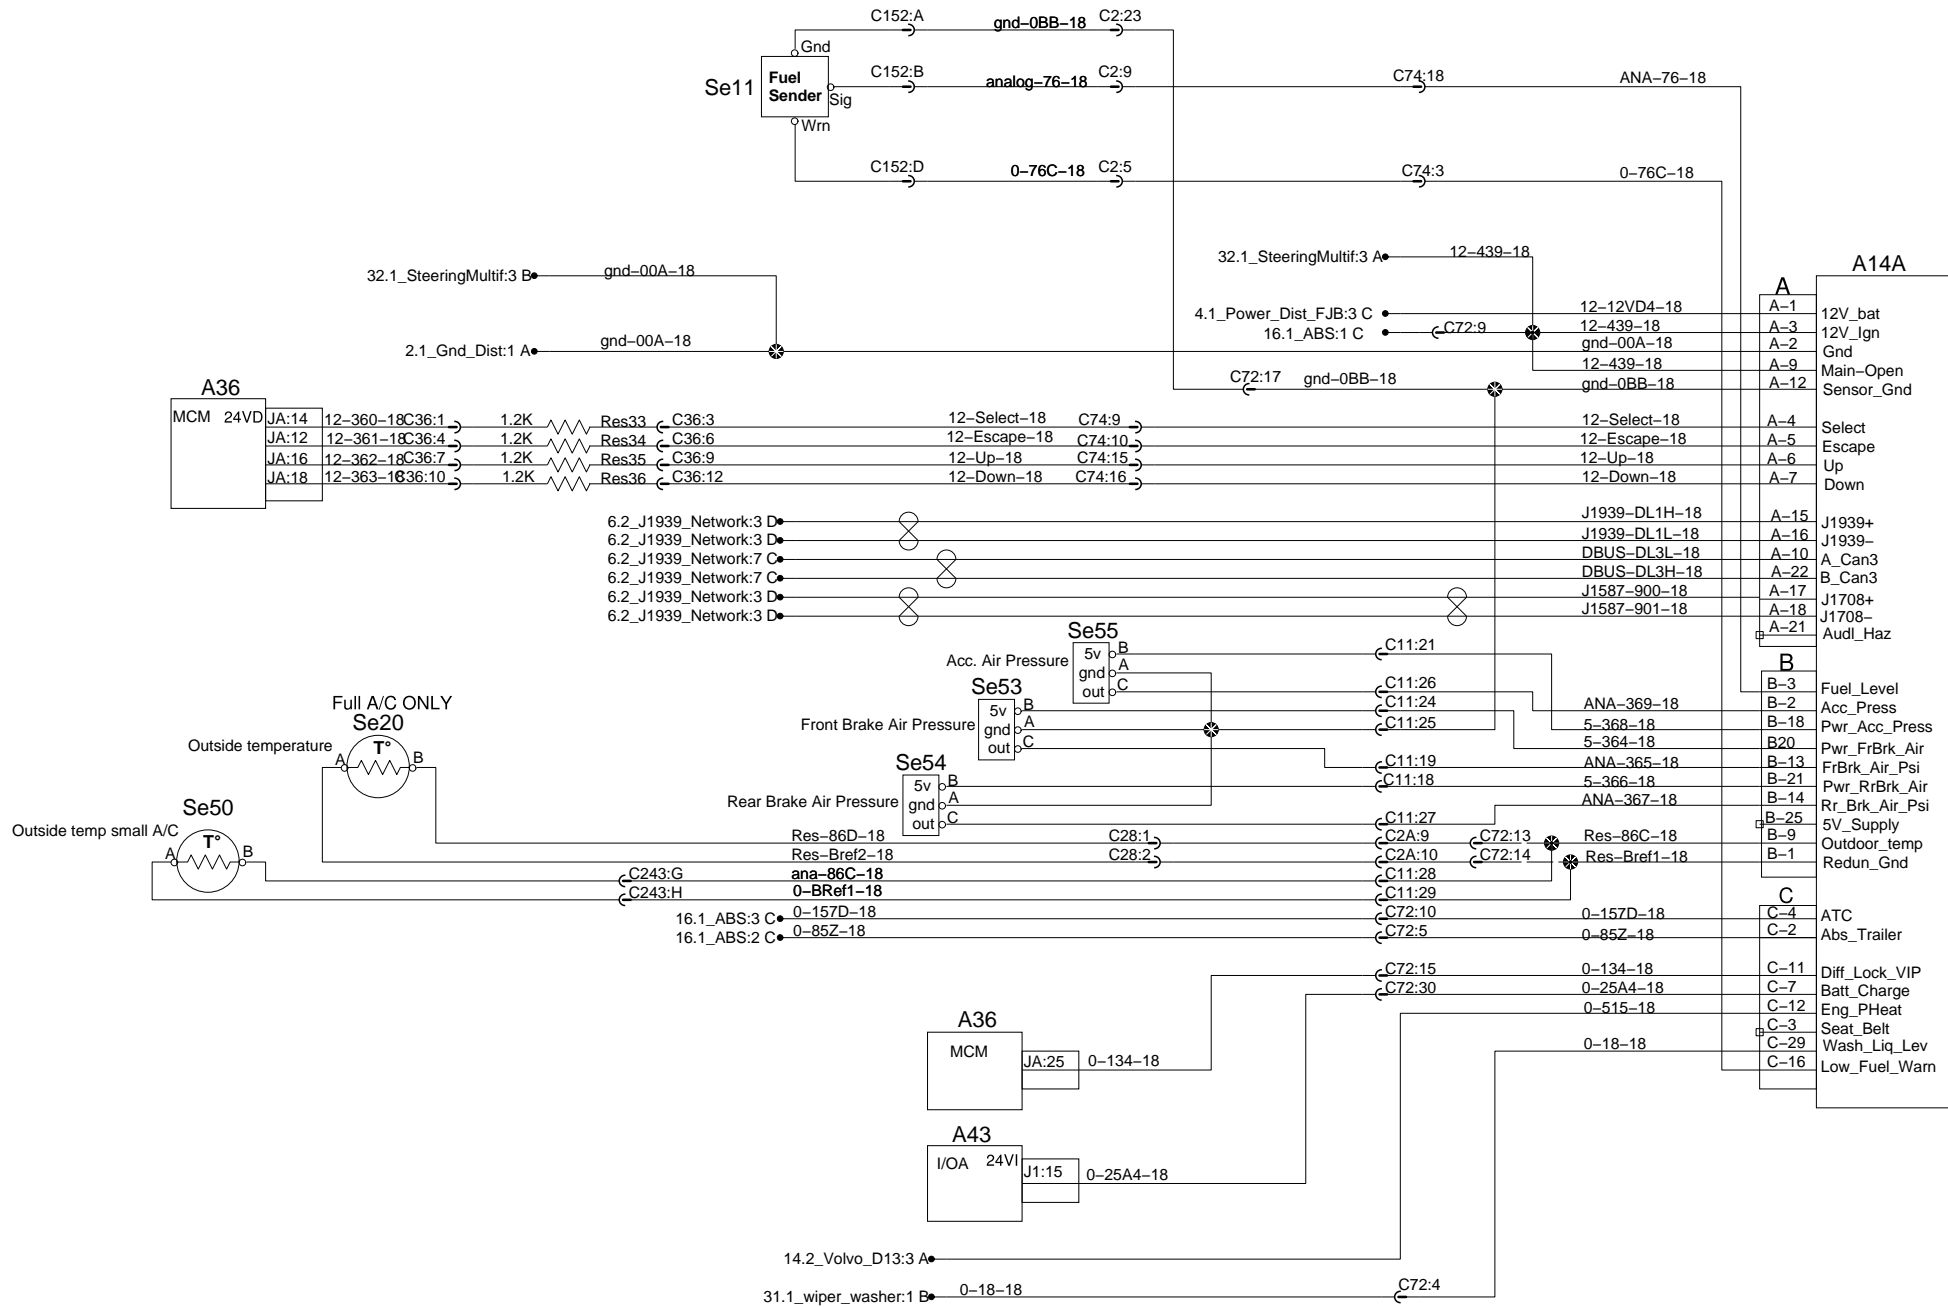 C152:A gnd-0BB-18 C2:23
Gnd
Se11 Fuel Sender Sig
C152:B analog-76-18 C2:9 C74:18 ANA-76-18
Wrn
C152:D 0-76C-18 C2:5 C74:3 0-76C-18
32.1_SteeringMultif:3 A 12-439-18
32.1_SteeringMultif:3 B gnd-00A-18
A14A
A
4.1_Power_Dist_FJB:3 C 12-12VD4-18 A-1 12V_bat
16.1_ABS:1 C C72:9 12-439-18 A-3 12V_Ign
2.1_Gnd_Dist:1 A gnd-00A-18 gnd-00A-18 A-2 Gnd
12-439-18 A-9 Main-Open
C72:17 gnd-0BB-18 gnd-0BB-18 A-12 Sensor_Gnd
A36
MCM 24VD
JA:14 12-360-18 C36:1 1.2K Res33 C36:3 12-Select-18 C74:9 12-Select-18 A-4 Select
JA:12 12-361-18 C36:4 1.2K Res34 C36:6 12-Escape-18 C74:10 12-Escape-18 A-5 Escape
JA:16 12-362-18 C36:7 1.2K Res35 C36:9 12-Up-18 C74:15 12-Up-18 A-6 Up
JA:18 12-363-18 C36:10 1.2K Res36 C36:12 12-Down-18 C74:16 12-Down-18 A-7 Down
6.2_J1939_Network:3 D J1939-DL1H-18 A-15 J1939+
6.2_J1939_Network:3 D J1939-DL1L-18 A-16 J1939-
6.2_J1939_Network:7 C DBUS-DL3L-18 A-10 A_Can3
6.2_J1939_Network:7 C DBUS-DL3H-18 A-22 B_Can3
6.2_J1939_Network:3 D J1587-900-18 A-17 J1708+
6.2_J1939_Network:3 D J1587-901-18 A-18 J1708-
A-21 Audl_Haz
Se55
Acc. Air Pressure
5v B C11:21
gnd A
out C C11:26
B
B-3 Fuel_Level
Se53
Front Brake Air Pressure
5v B C11:24 ANA-369-18 B-2 Acc_Press
gnd A C11:25 5-368-18 B-18 Pwr_Acc_Press
out C 5-364-18 B20 Pwr_FrBrk_Air
C11:19 ANA-365-18 B-13 FrBrk_Air_Psi
Se54
Rear Brake Air Pressure
5v B C11:18 5-366-18 B-21 Pwr_RrBrk_Air
gnd A ANA-367-18 B-14 Rr_Brk_Air_Psi
out C C11:27 B-25 5V_Supply
Full A/C ONLY
Se20
Outside temperature
T°
A B
Se50
Outside temp small A/C
T°
A B
Res-86D-18 C28:1 C2A:9 C72:13 Res-86C-18 B-9 Outdoor_temp
Res-Bref2-18 C28:2 C2A:10 C72:14 Res-Bref1-18 B-1 Redun_Gnd
C243:G ana-86C-18 C11:28
C243:H 0-BRef1-18 C11:29
C
16.1_ABS:3 C 0-157D-18 C72:10 0-157D-18 C-4 ATC
16.1_ABS:2 C 0-85Z-18 C72:5 0-85Z-18 C-2 Abs_Trailer
C72:15 0-134-18 C-11 Diff_Lock_VIP
C72:30 0-25A4-18 C-7 Batt_Charge
0-515-18 C-12 Eng_PHeat
C-3 Seat_Belt
0-18-18 C-29 Wash_Liq_Lev
C-16 Low_Fuel_Warn
A36
MCM
JA:25 0-134-18
A43
I/OA 24VI
J1:15 0-25A4-18
14.2_Volvo_D13:3 A
31.1_wiper_washer:1 B 0-18-18 C72:4